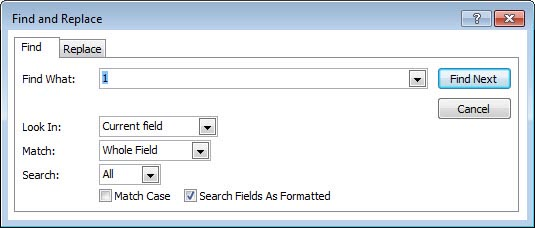 Find and Replace
Find Replace
Find What: 1 Find Next
Cancel
Look In: Current field
Match: Whole Field
Search: All
Match Case Search Fields As Formatted